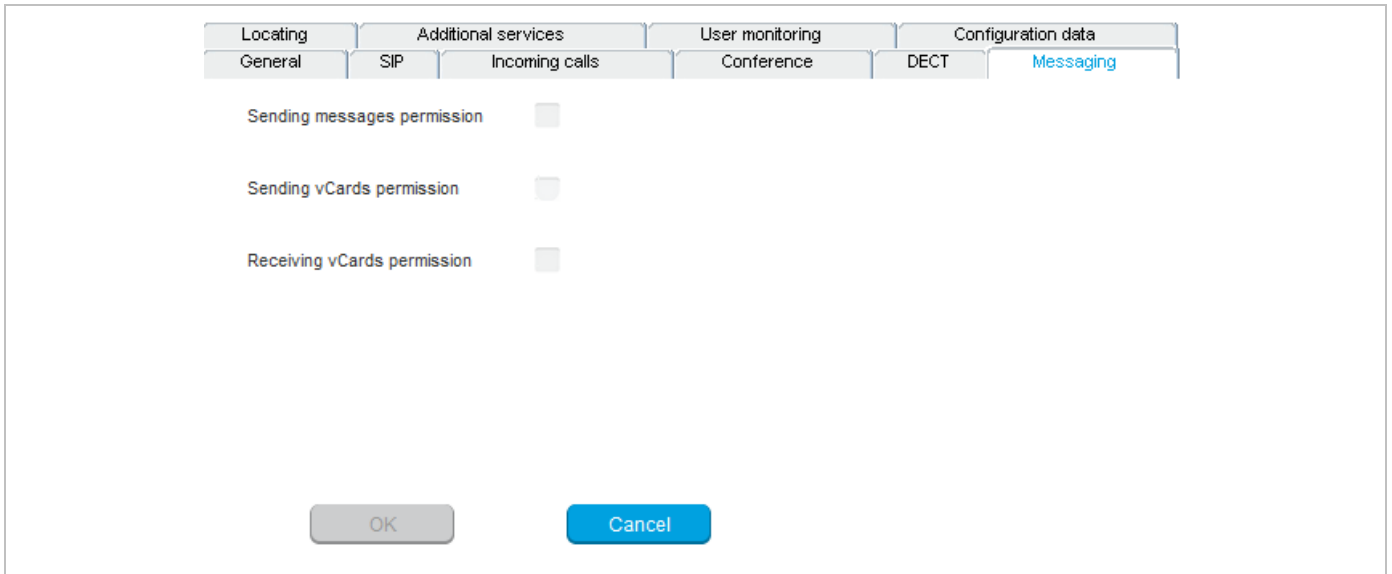 Locating Additional services User monitoring Configuration data
General SIP Incoming calls Conference DECT Messaging
Sending messages permission
Sending vCards permission
Receiving vCards permission
OK Cancel